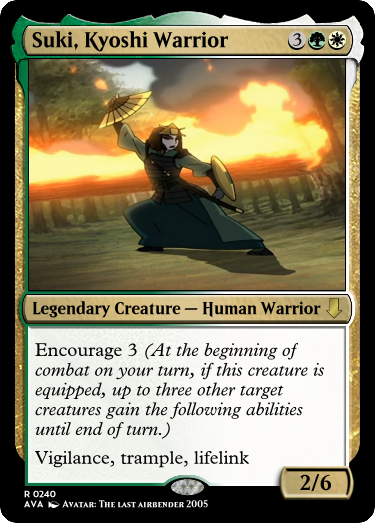 Suki, Kyoshi Warrior 3
Legendary Creature — Human Warrior
Encourage 3 (At the beginning of
combat on your turn, if this creature is
equipped, up to three other target
creatures gain the following abilities
until end of turn.)
Vigilance, trample, lifelink
2/6
R 0240
AVA Avatar: The last airbender 2005